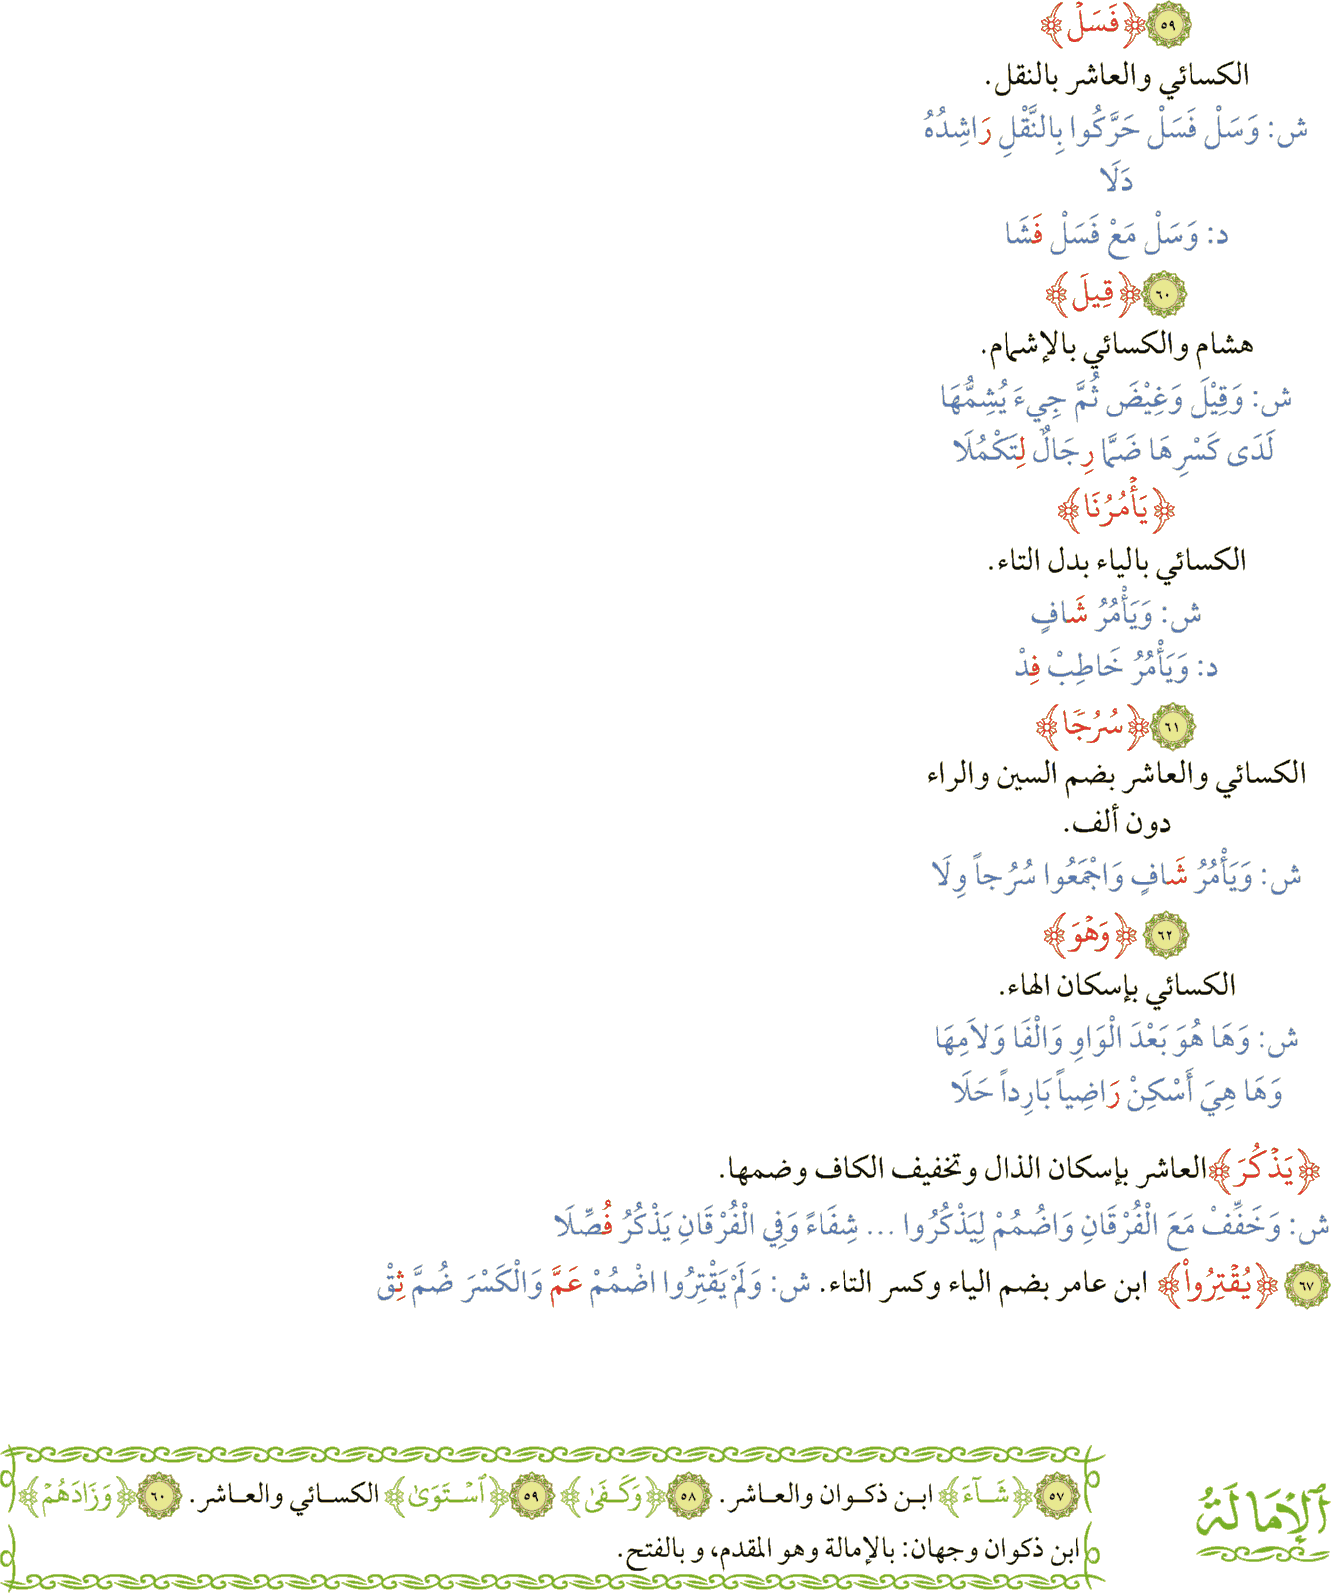 ٥٩ ﴿فَسَلْ﴾
الكسائي والعاشر بالنقل.
ش: وَسَلْ فَسَلْ حَرَّكُوا بِالنَّقْلِ رَاشِدُهُ
دَلَا
د: وَسَلْ مَعْ فَسَلْ فَشَا
٦٠ ﴿قِيلَ﴾
هشام والكسائي بالإشمام.
ش: وَقِيْلَ وَغِيْضَ ثُمَّ جِيءَ يُشِمُّهَا
لَدَى كَسْرِهَا ضَمًّا رِجَالٌ لِتَكْمُلَا
﴿يَأْمُرُنَا﴾
الكسائي بالياء بدل التاء.
ش: وَيَأْمُرُ شَافٍ
د: وَيَأْمُرُ خَاطِبْ فِدْ
٦١ ﴿سُرُجًا﴾
الكسائي والعاشر بضم السين والراء
دون ألف.
ش: وَيَأْمُرُ شَافٍ وَاجْمَعُوا سُرُجاً وِلَا
٦٢ ﴿وَهْوَ﴾
الكسائي بإسكان الهاء.
ش: وَهَا هُوَ بَعْدَ الْوَاوِ وَالْفَا وَلاَمِهَا
وَهَا هِيَ أَسْكِنْ رَاضِياً بَارِداً حَلَا
﴿يَذْكُرَ﴾ العاشر بإسكان الذال وتخفيف الكاف وضمها.
ش: وَخَفِّفْ مَعَ الْفُرْقَانِ وَاضْمُمْ لِيَذْكُرُوا ... شِفَاءً وَفِي الْفُرْقَانِ يَذْكُرُ فُصِّلَا
٦٧ ﴿يُقْتِرُواْ﴾ ابن عامر بضم الياء وكسر التاء. ش: وَلَمْ يَقْتِرُوا اضْمُمْ عَمَّ وَالْكَسْرَ ضُمَّ ثِقْ
ٱلإِمَالَةُ
٥٧ ﴿شَآءَ﴾ ابن ذكوان والعاشر. ٥٨ ﴿وَكَفَىٰ﴾ ٥٩ ﴿ٱسْتَوَىٰ﴾ الكسائي والعاشر. ٦٠ ﴿وَزَادَهُمْ﴾
ابن ذكوان وجهان: بالإمالة وهو المقدم، و بالفتح.